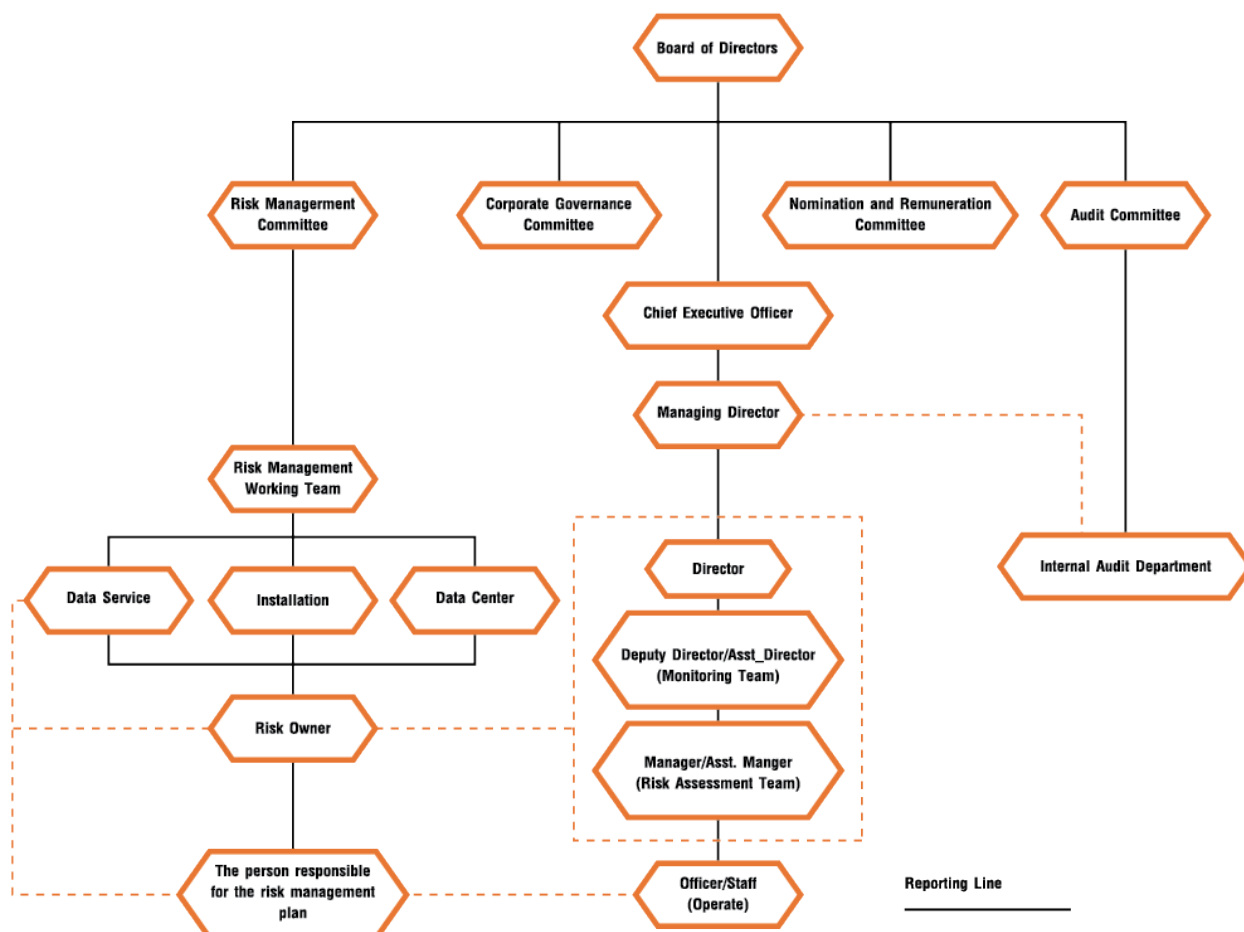 Board of Directors
Risk Managerment
Committee
Corporate Governance
Committee
Nomination and Remuneration
Committee
Audit Committee
Chief Executive Officer
Managing Director
Risk Management
Working Team
Internal Audit Department
Director
Data Service
Installation
Data Center
Deputy Director/Asst_Director
(Monitoring Team)
Risk Owner
Manager/Asst. Manger
(Risk Assessment Team)
The person responsible
for the risk management
plan
Officer/Staff
(Operate)
Reporting Line